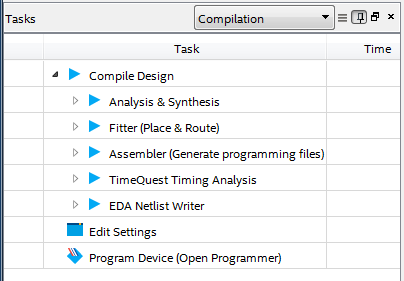 Tasks Compilation
Task Time
Compile Design
Analysis & Synthesis
Fitter (Place & Route)
Assembler (Generate programming files)
TimeQuest Timing Analysis
EDA Netlist Writer
Edit Settings
Program Device (Open Programmer)